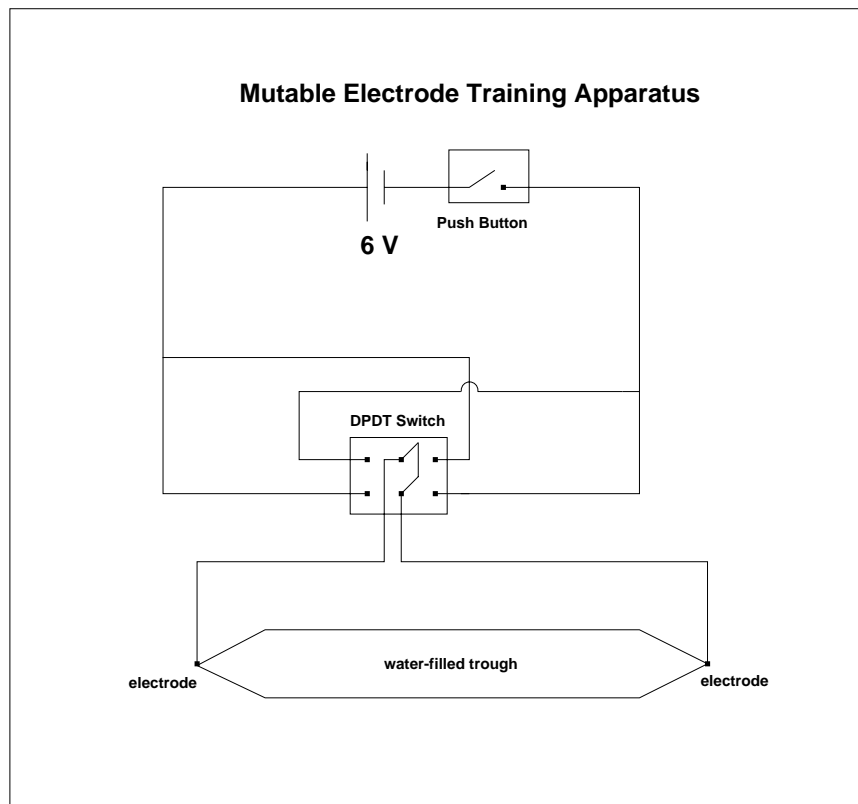 Mutable Electrode Training Apparatus
Push Button
6 V
DPDT Switch
water-filled trough
electrode
electrode